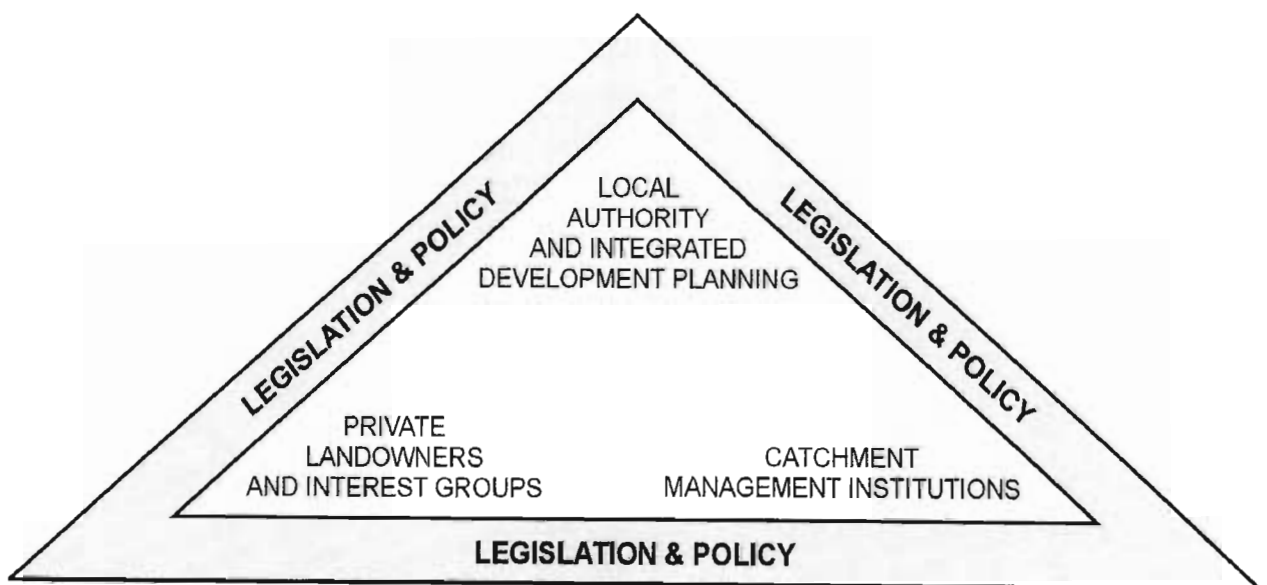 LEGISLATION & POLICY
LEGISLATION & POLICY
LOCAL
AUTHORITY
AND INTEGRATED
DEVELOPMENT PLANNING
PRIVATE
LANDOWNERS
AND INTEREST GROUPS
CATCHMENT
MANAGEMENT INSTITUTIONS
LEGISLATION & POLICY